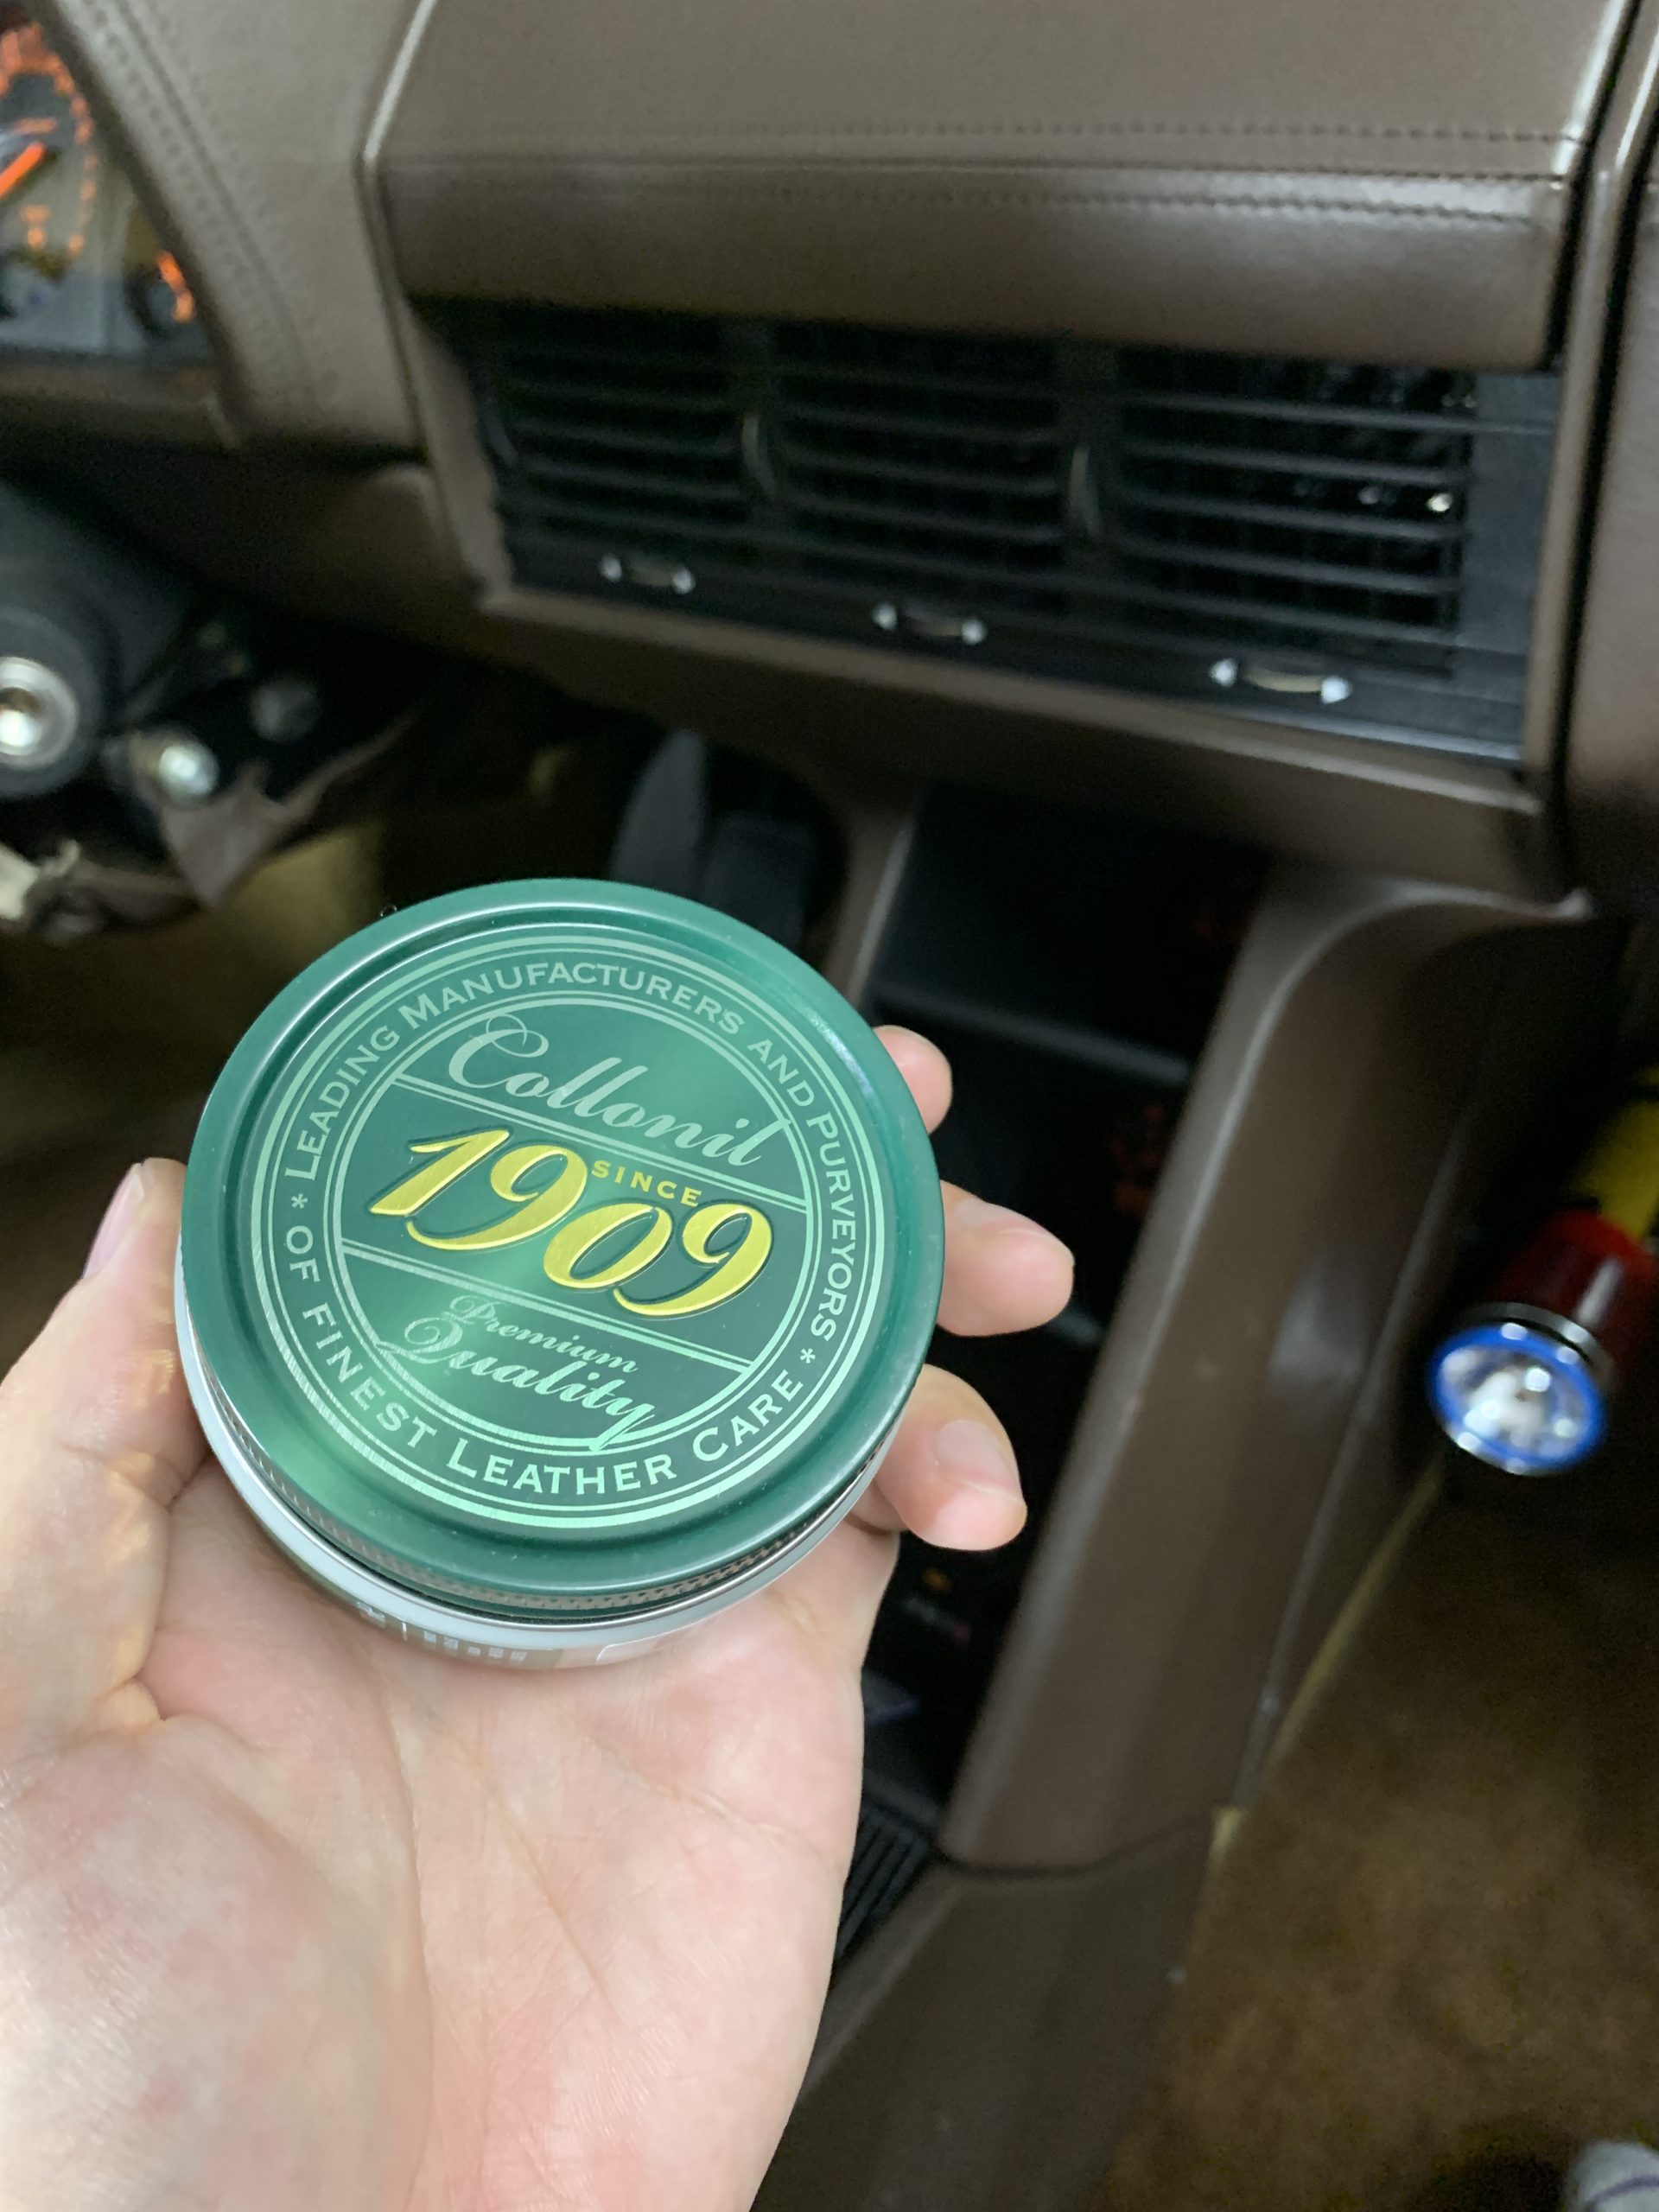 * LEADING MANUFACTURERS AND PURVEYORS *
Collonil
SINCE
1909
Premium
Quality
OF FINEST LEATHER CARE